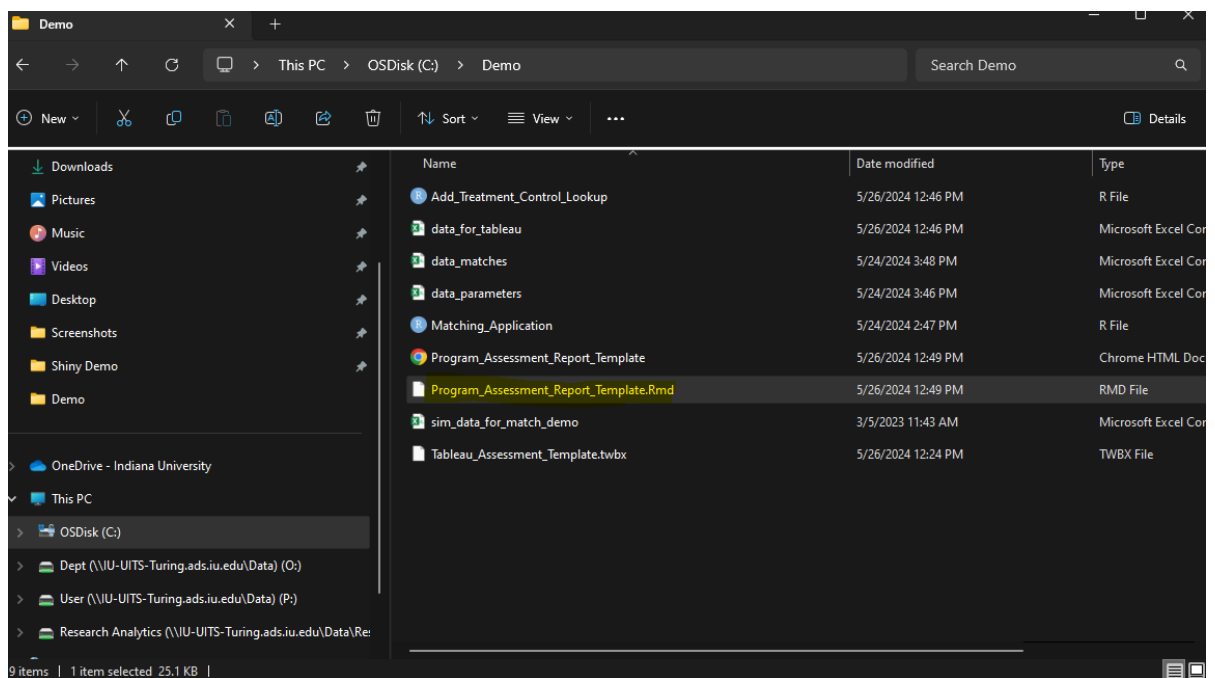 Demo
This PC > OSDisk (C:) > Demo
Search Demo
New
Sort
View
Details
Downloads
Pictures
Music
Videos
Desktop
Screenshots
Shiny Demo
Demo
OneDrive - Indiana University
This PC
OSDisk (C:)
Dept (\\IU-UITS-Turing.ads.iu.edu\Data) (O:)
User (\\IU-UITS-Turing.ads.iu.edu\Data) (P:)
Research Analytics (\\IU-UITS-Turing.ads.iu.edu\Data\Re
Name Date modified Type
Add_Treatment_Control_Lookup 5/26/2024 12:46 PM R File
data_for_tableau 5/26/2024 12:46 PM Microsoft Excel Cor
data_matches 5/24/2024 3:48 PM Microsoft Excel Cor
data_parameters 5/24/2024 3:46 PM Microsoft Excel Cor
Matching_Application 5/24/2024 2:47 PM R File
Program_Assessment_Report_Template 5/26/2024 12:49 PM Chrome HTML Doc
Program_Assessment_Report_Template.Rmd 5/26/2024 12:49 PM RMD File
sim_data_for_match_demo 3/5/2023 11:43 AM Microsoft Excel Cor
Tableau_Assessment_Template.twbx 5/26/2024 12:24 PM TWBX File
9 items | 1 item selected 25.1 KB |